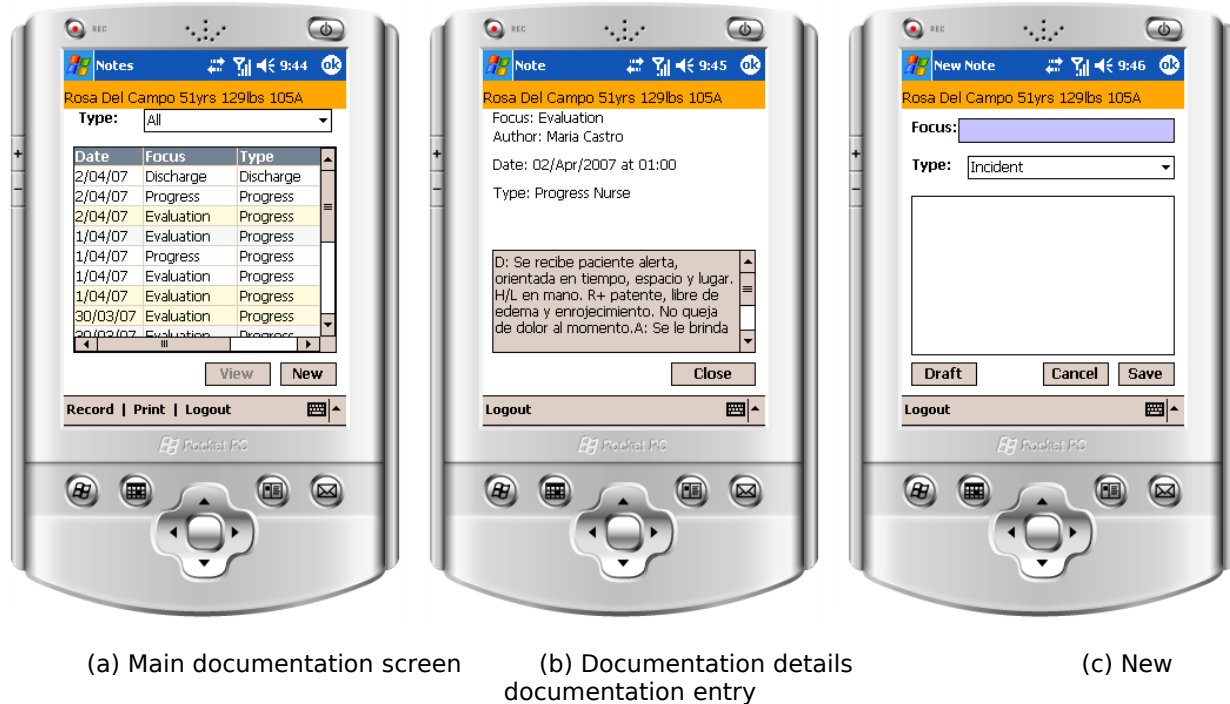 REC
Notes 9:44 ok
Rosa Del Campo 51yrs 129lbs 105A
Type: All
Date Focus Type
2/04/07 Discharge Discharge
2/04/07 Progress Progress
2/04/07 Evaluation Progress
1/04/07 Evaluation Progress
1/04/07 Progress Progress
1/04/07 Evaluation Progress
1/04/07 Evaluation Progress
30/03/07 Evaluation Progress
30/03/07 Evaluation Progress
View New
Record | Print | Logout
Pocket PC
REC
Note 9:45 ok
Rosa Del Campo 51yrs 129lbs 105A
Focus: Evaluation
Author: Maria Castro
Date: 02/Apr/2007 at 01:00
Type: Progress Nurse
D: Se recibe paciente alerta,
orientada en tiempo, espacio y lugar.
H/L en mano. R+ patente, libre de
edema y enrojecimiento. No queja
de dolor al momento.A: Se le brinda
Close
Logout
Pocket PC
REC
New Note 9:46 ok
Rosa Del Campo 51yrs 129lbs 105A
Focus:
Type: Incident
Draft Cancel Save
Logout
Pocket PC
(a) Main documentation screen (b) Documentation details (c) New
documentation entry